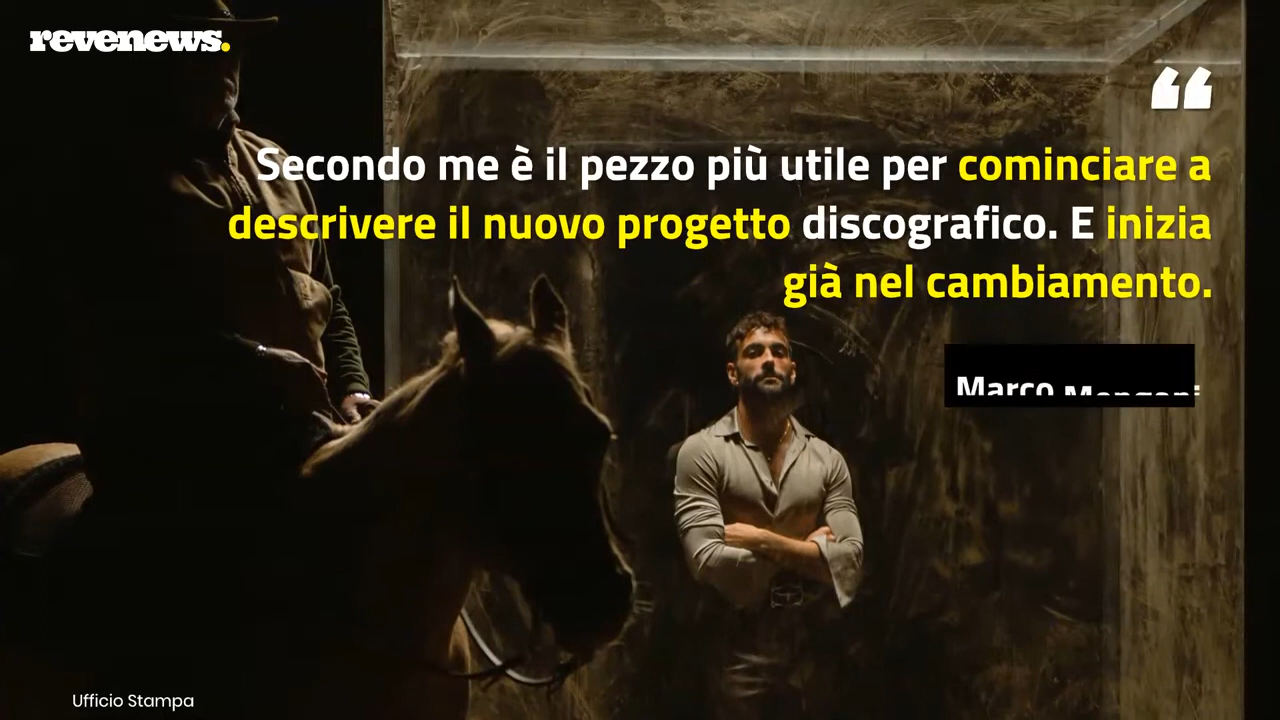 revenews.
“
Secondo me è il pezzo più utile per cominciare a
descrivere il nuovo progetto discografico. E inizia
già nel cambiamento.
Marco
Ufficio Stampa